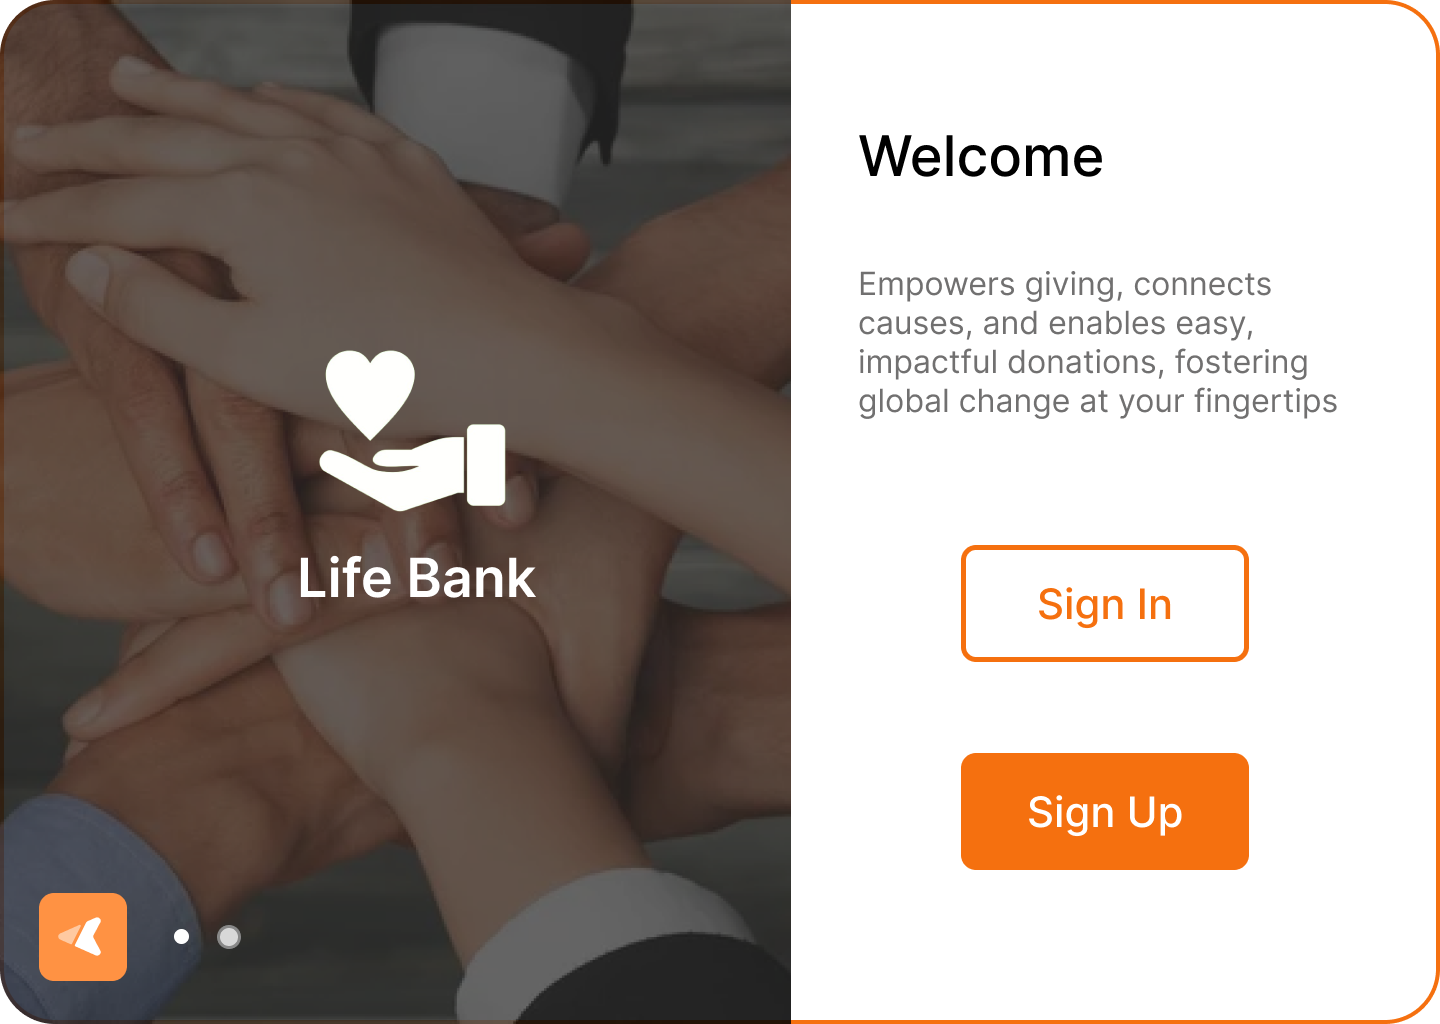 Life Bank
Welcome
Empowers giving, connects
causes, and enables easy,
impactful donations, fostering
global change at your fingertips
Sign In
Sign Up